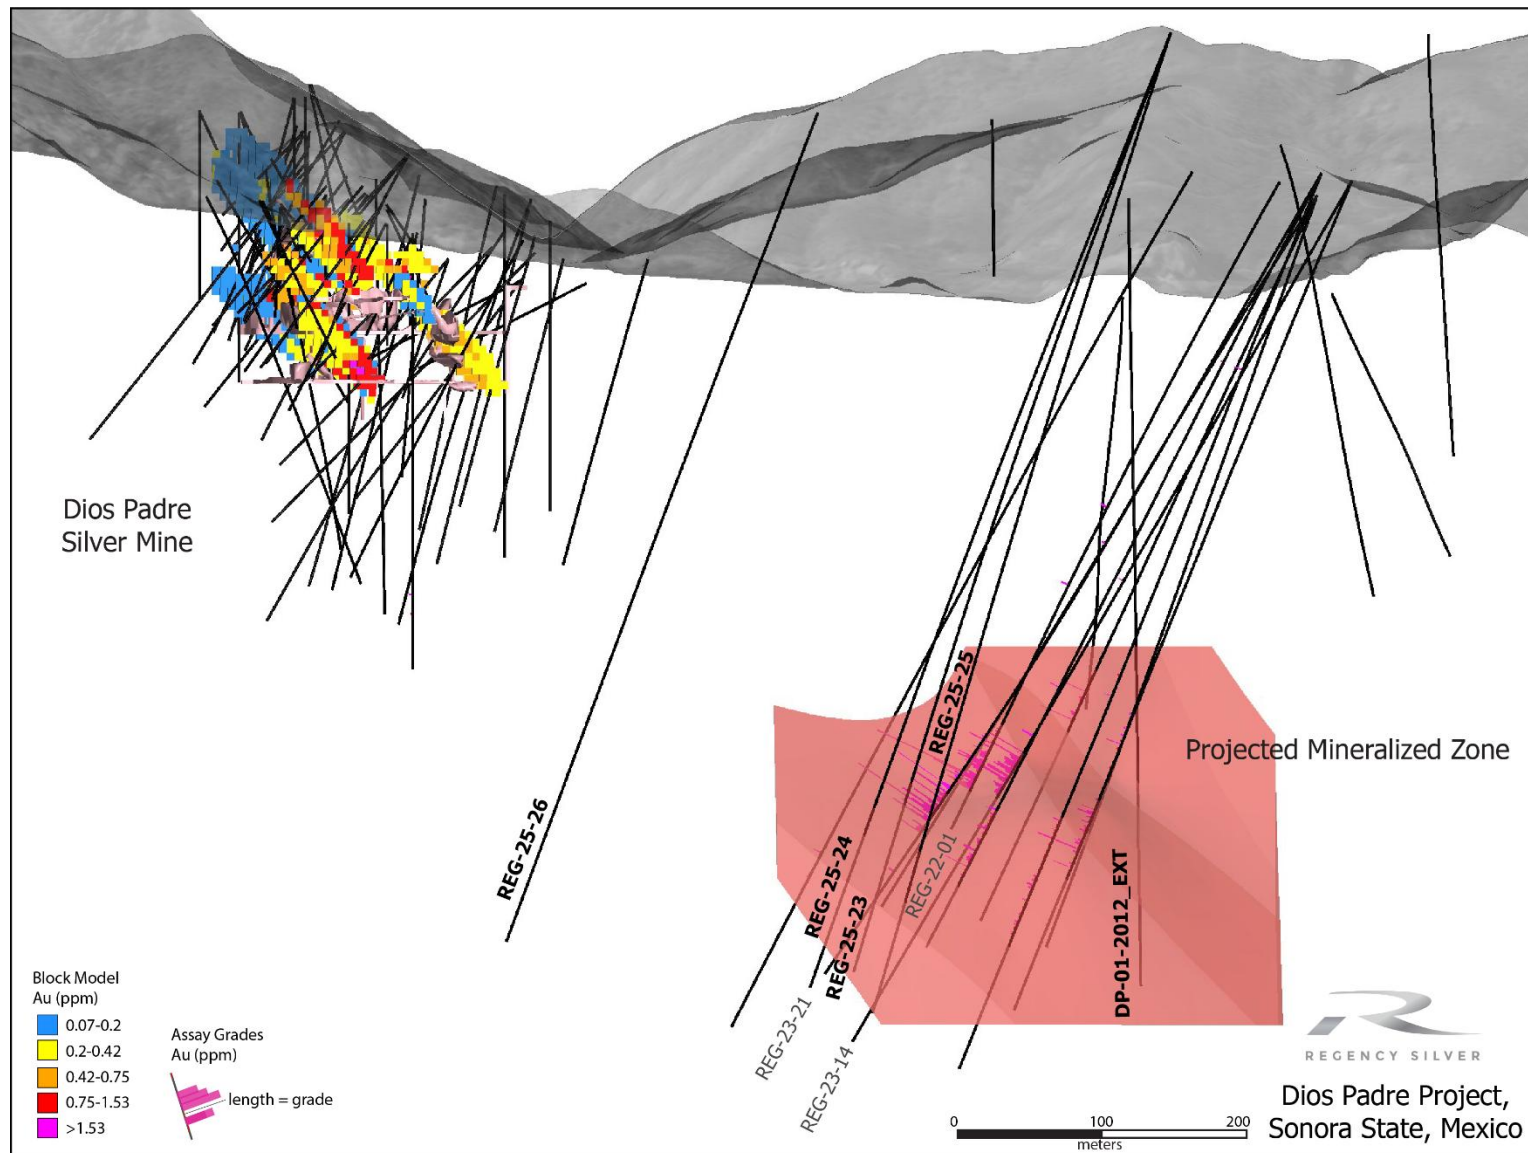 Dios Padre
Silver Mine
REG-25-26
REG-25-25
REG-25-24
REG-25-23
REG-22-01
REG-23-21
REG-23-14
DP-01-2012_EXT
Projected Mineralized Zone
Block Model
Au (ppm)
0.07-0.2
0.2-0.42
0.42-0.75
0.75-1.53
>1.53
Assay Grades
Au (ppm)
length = grade
REGENCY SILVER
0 100 200
meters
Dios Padre Project,
Sonora State, Mexico